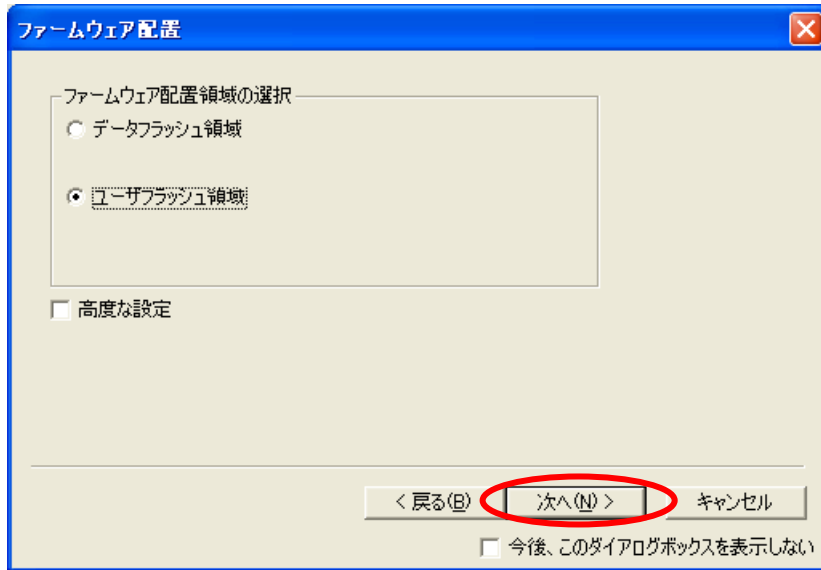 ファームウェア配置
ファームウェア配置領域の選択
データフラッシュ領域
ユーザフラッシュ領域
高度な設定
< 戻る(B)
次へ(N) >
キャンセル
今後、このダイアログボックスを表示しない